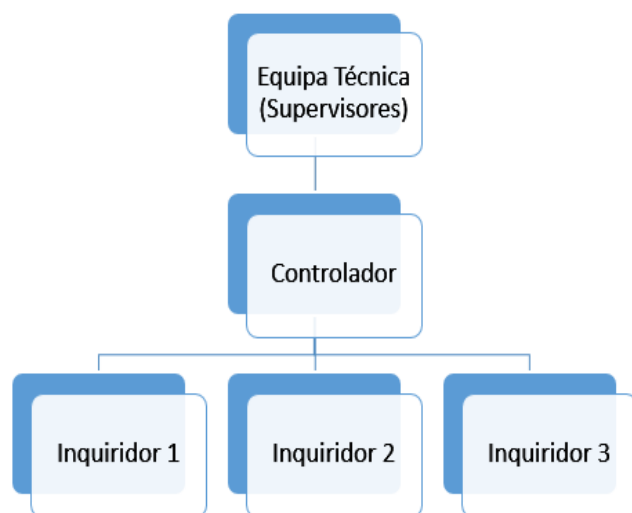 Equipa Técnica
(Supervisores)
Controlador
Inquiridor 1
Inquiridor 2
Inquiridor 3